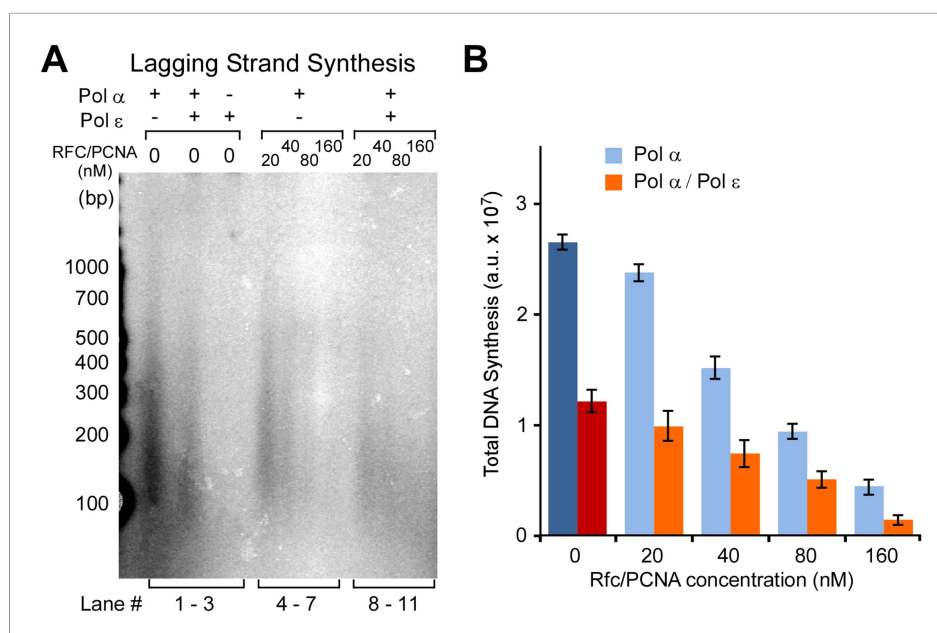 A
Lagging Strand Synthesis
Pol α + + - + +
Pol ε - + + - +
RFC/PCNA (nM) 0 0 0 20 40 80 160 20 40 80 160
(bp)
1000
700
500
400
300
200
100
Lane # 1 - 3 4 - 7 8 - 11
B
Pol α
Pol α / Pol ε
Total DNA Synthesis (a.u. x 10⁷)
3
2
1
0
0 20 40 80 160
Rfc/PCNA concentration (nM)